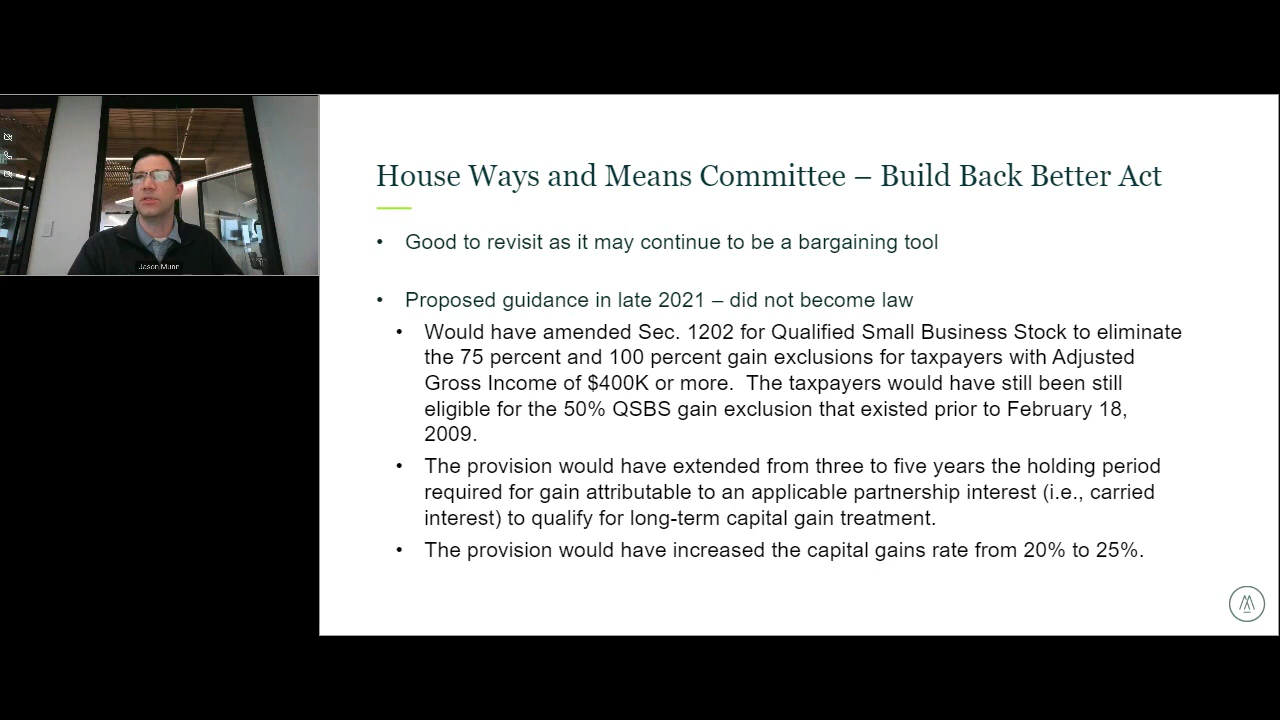 Jason Munn
House Ways and Means Committee – Build Back Better Act
• Good to revisit as it may continue to be a bargaining tool
• Proposed guidance in late 2021 – did not become law
• Would have amended Sec. 1202 for Qualified Small Business Stock to eliminate
the 75 percent and 100 percent gain exclusions for taxpayers with Adjusted
Gross Income of $400K or more.  The taxpayers would have still been still
eligible for the 50% QSBS gain exclusion that existed prior to February 18,
2009.
• The provision would have extended from three to five years the holding period
required for gain attributable to an applicable partnership interest (i.e., carried
interest) to qualify for long-term capital gain treatment.
• The provision would have increased the capital gains rate from 20% to 25%.